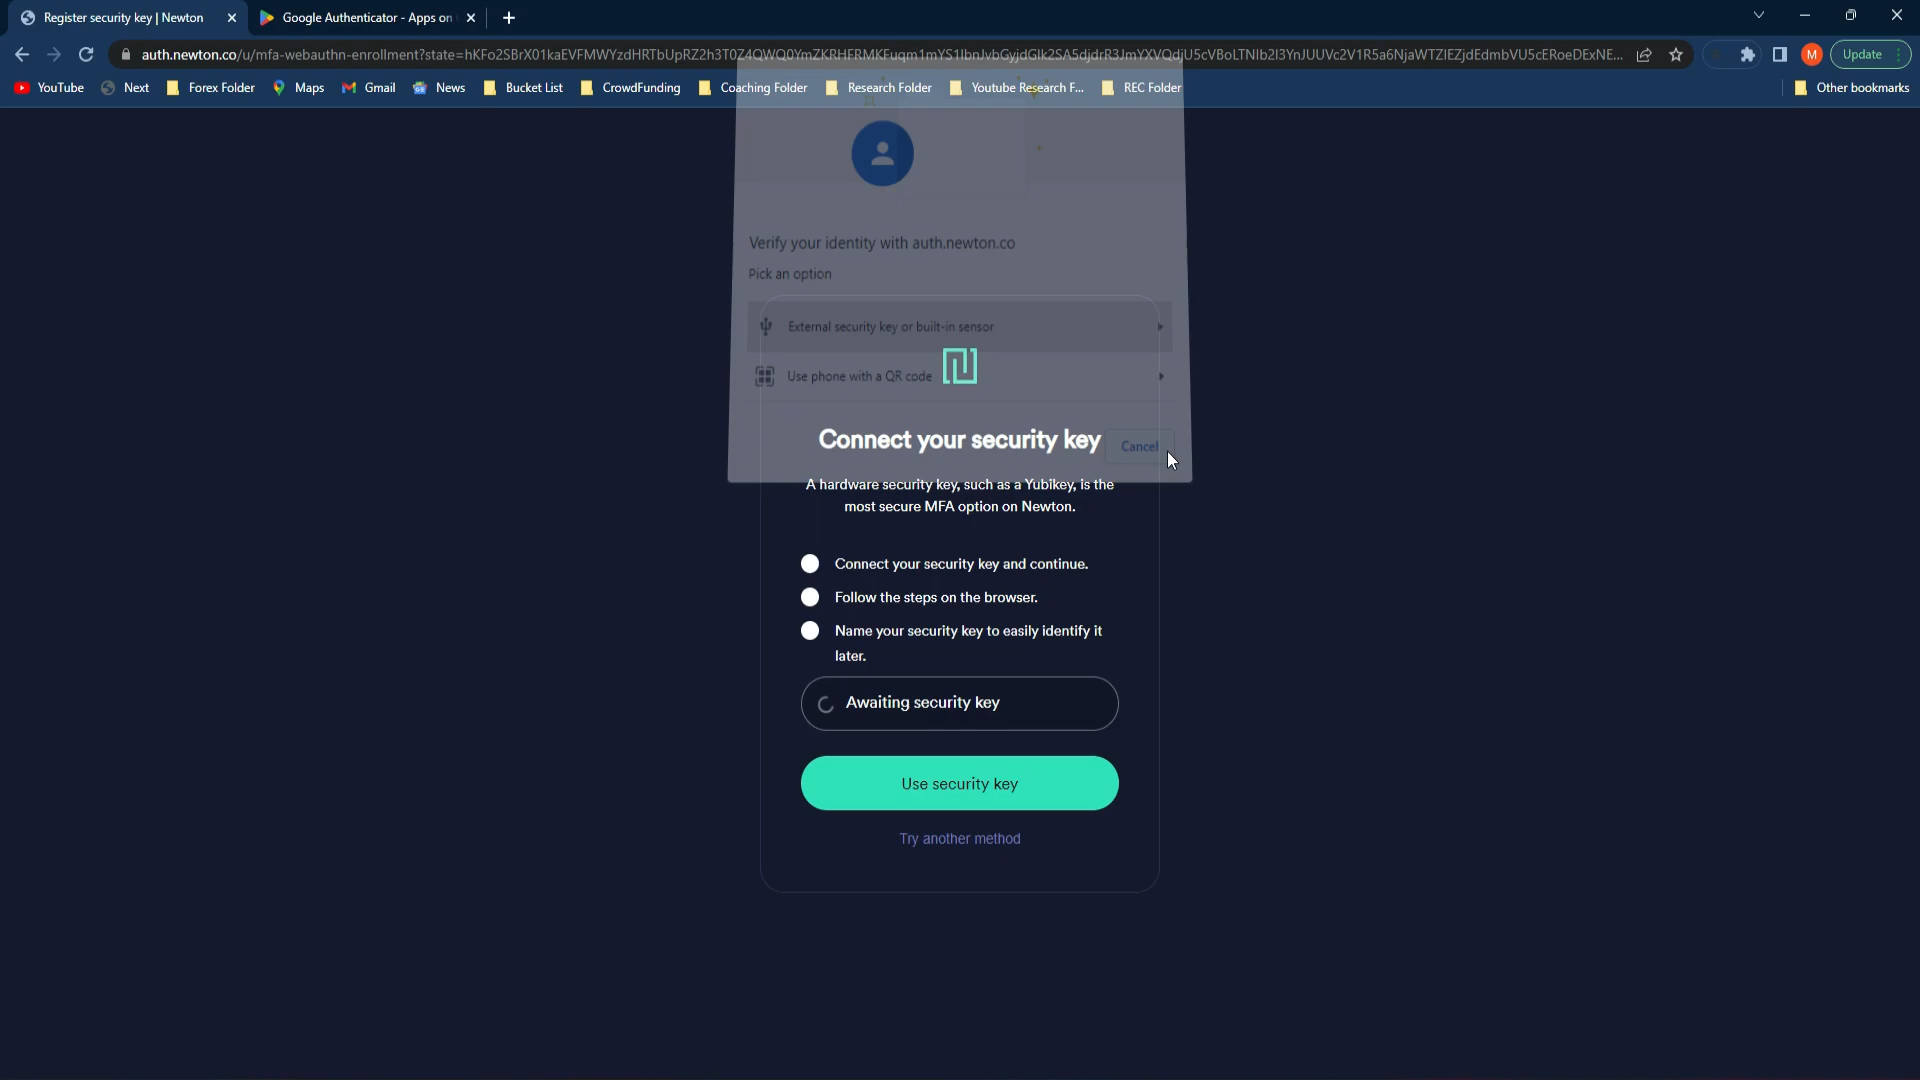 Register security key | Newton
Google Authenticator - Apps on
auth.newton.co/u/mfa-webauthn-enrollment?state=
Update
YouTube
Next
Forex Folder
Maps
Gmail
News
Bucket List
CrowdFunding
Coaching Folder
Research Folder
Youtube Research F...
REC Folder
Other bookmarks
M
Verify your identity with auth.newton.co
Pick an option
External security key or built-in sensor
Use phone with a QR code
Cancel
Connect your security key
A hardware security key, such as a Yubikey, is the
most secure MFA option on Newton.
Connect your security key and continue.
Follow the steps on the browser.
Name your security key to easily identify it
later.
Awaiting security key
Use security key
Try another method